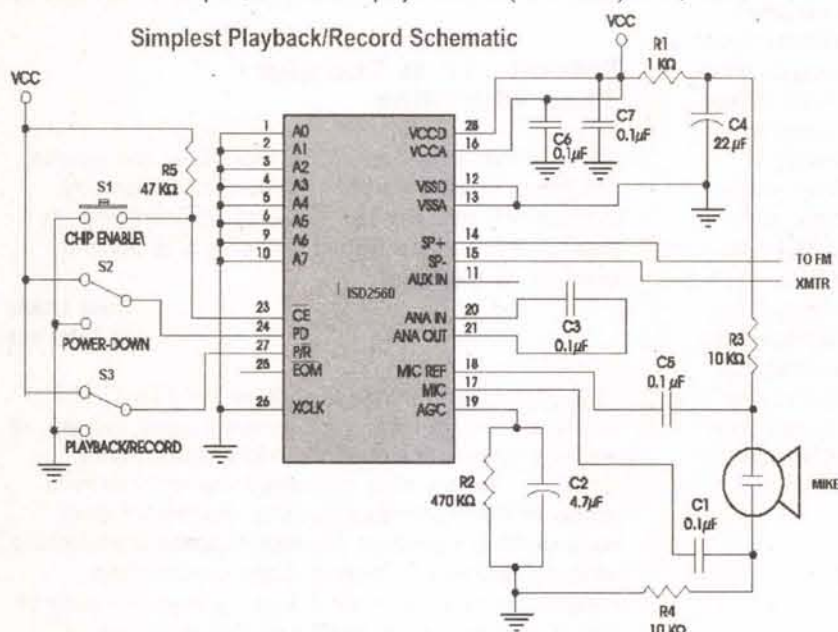 Simplest Playback/Record Schematic
VCC
VCC
R1
1 KΩ
C7
0.1µF
C6
0.1µF
C4
22µF
R5
47 KΩ
S1
CHIP ENABLE\
S2
POWER-DOWN
S3
PLAYBACK/RECORD
1 A0
2 A1
3 A2
4 A3
5 A4
6 A5
9 A6
10 A7
23 CE
24 PD
27 P/R
25 EOM
26 XCLK
ISD2560
VCCD 28
VCCA 16
VSSD 12
VSSA 13
SP+ 14
SP- 15
AUX IN 11
ANA IN 20
ANA OUT 21
MIC REF 18
MIC 17
AGC 19
TO FM
XMTR
C3
0.1µF
R3
10 KΩ
C5
0.1µF
R2
470 KΩ
C2
4.7µF
C1
0.1µF
MIKE
R4
10 KΩ